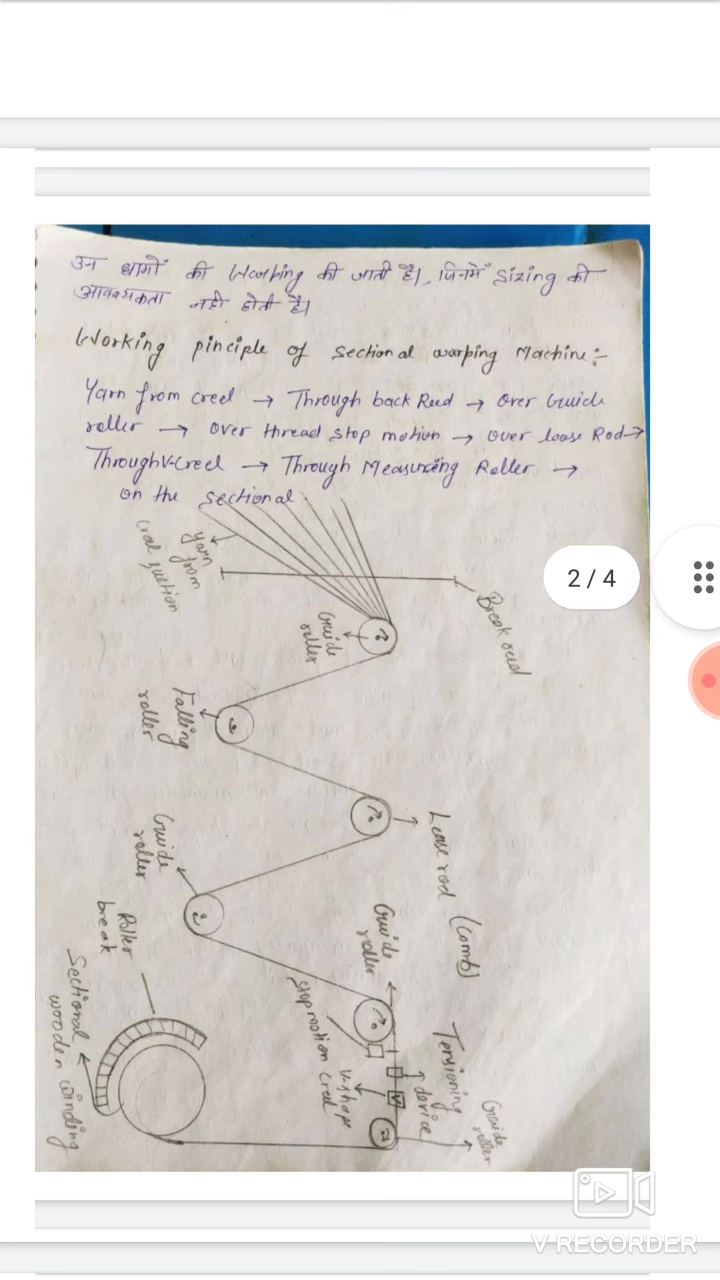 उन धागों की Warping की जाती है।, जिनमें Sizing की
आवश्यकता नही होती है।
Working pinciple of Sectional warping Machine:-
Yarn from creel → Through back Reed → Over Guide
roller → over thread stop motion → over loose Rod→
Through V-Creel → Through Measuring Roller →
on the sectional
Yarn
from
Break reed
2 / 4
Guide
roller
Falling
roller
Lease rod (comb)
Guide
roller
Guide
roller
Roller
break
Stop motion
V-shape
creel
Tensioning
device
Guide
roller
Sectional
wooden winding
V RECORDER